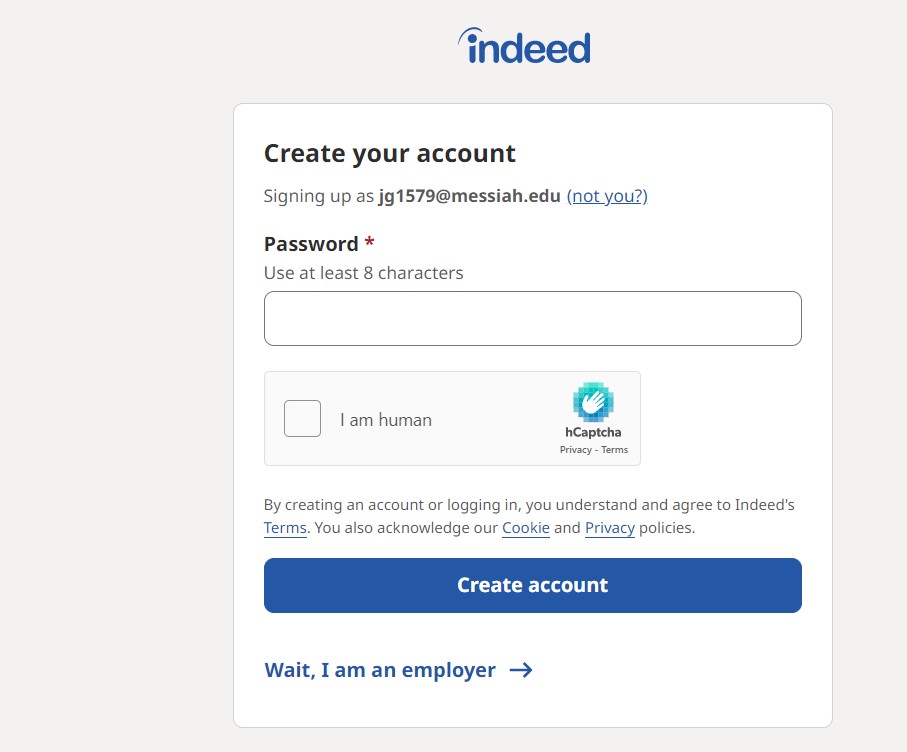 indeed
Create your account
Signing up as jg1579@messiah.edu (not you?)
Password *
Use at least 8 characters
I am human
hCaptcha
Privacy - Terms
By creating an account or logging in, you understand and agree to Indeed's
Terms. You also acknowledge our Cookie and Privacy policies.
Create account
Wait, I am an employer →